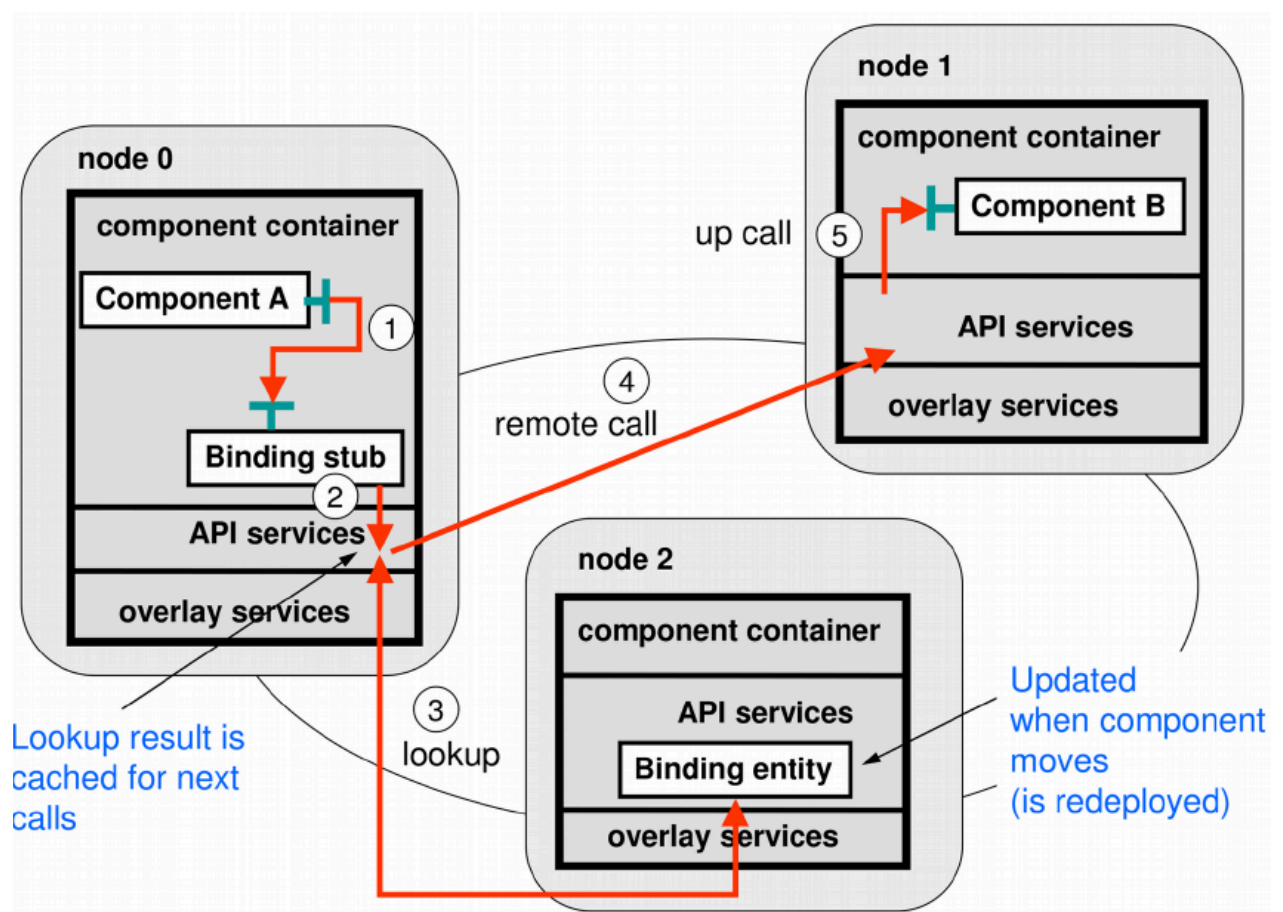 node 0
component container
Component A
1
Binding stub
2
API services
overlay services
Lookup result is
cached for next
calls
3
lookup
4
remote call
node 1
component container
Component B
up call
5
API services
overlay services
node 2
component container
API services
Binding entity
overlay services
Updated
when component
moves
(is redeployed)